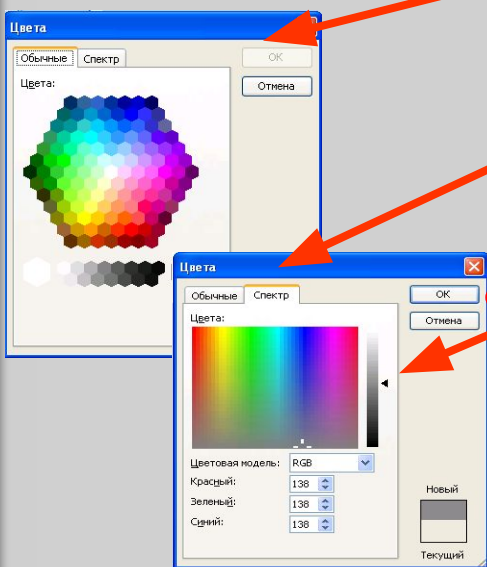 Цвета
Обычные Спектр
OK
Цвета:
Отмена
Цвета
Обычные Спектр
OK
Цвета:
Отмена
Цветовая модель: RGB
Красный: 138
Зеленый: 138
Синий: 138
Новый
Текущий